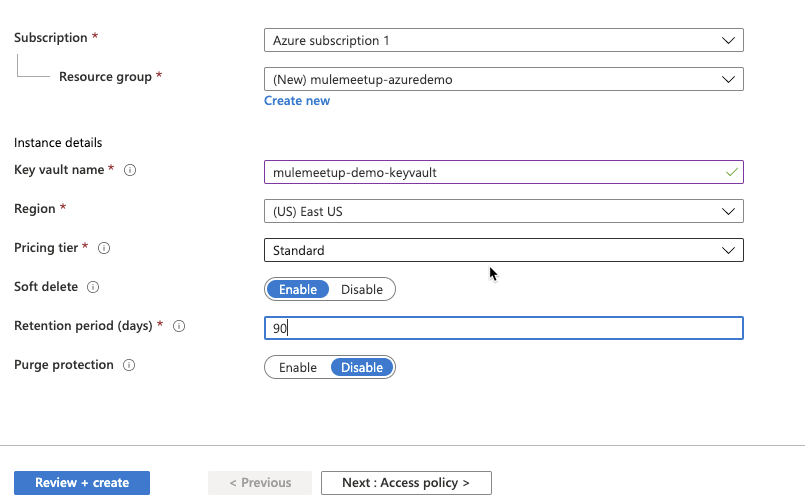 Subscription *
Azure subscription 1
Resource group *
(New) mulemeetup-azuredemo
Create new
Instance details
Key vault name *
mulemeetup-demo-keyvault
Region *
(US) East US
Pricing tier *
Standard
Soft delete
Enable Disable
Retention period (days) *
90
Purge protection
Enable Disable
Review + create
< Previous
Next : Access policy >